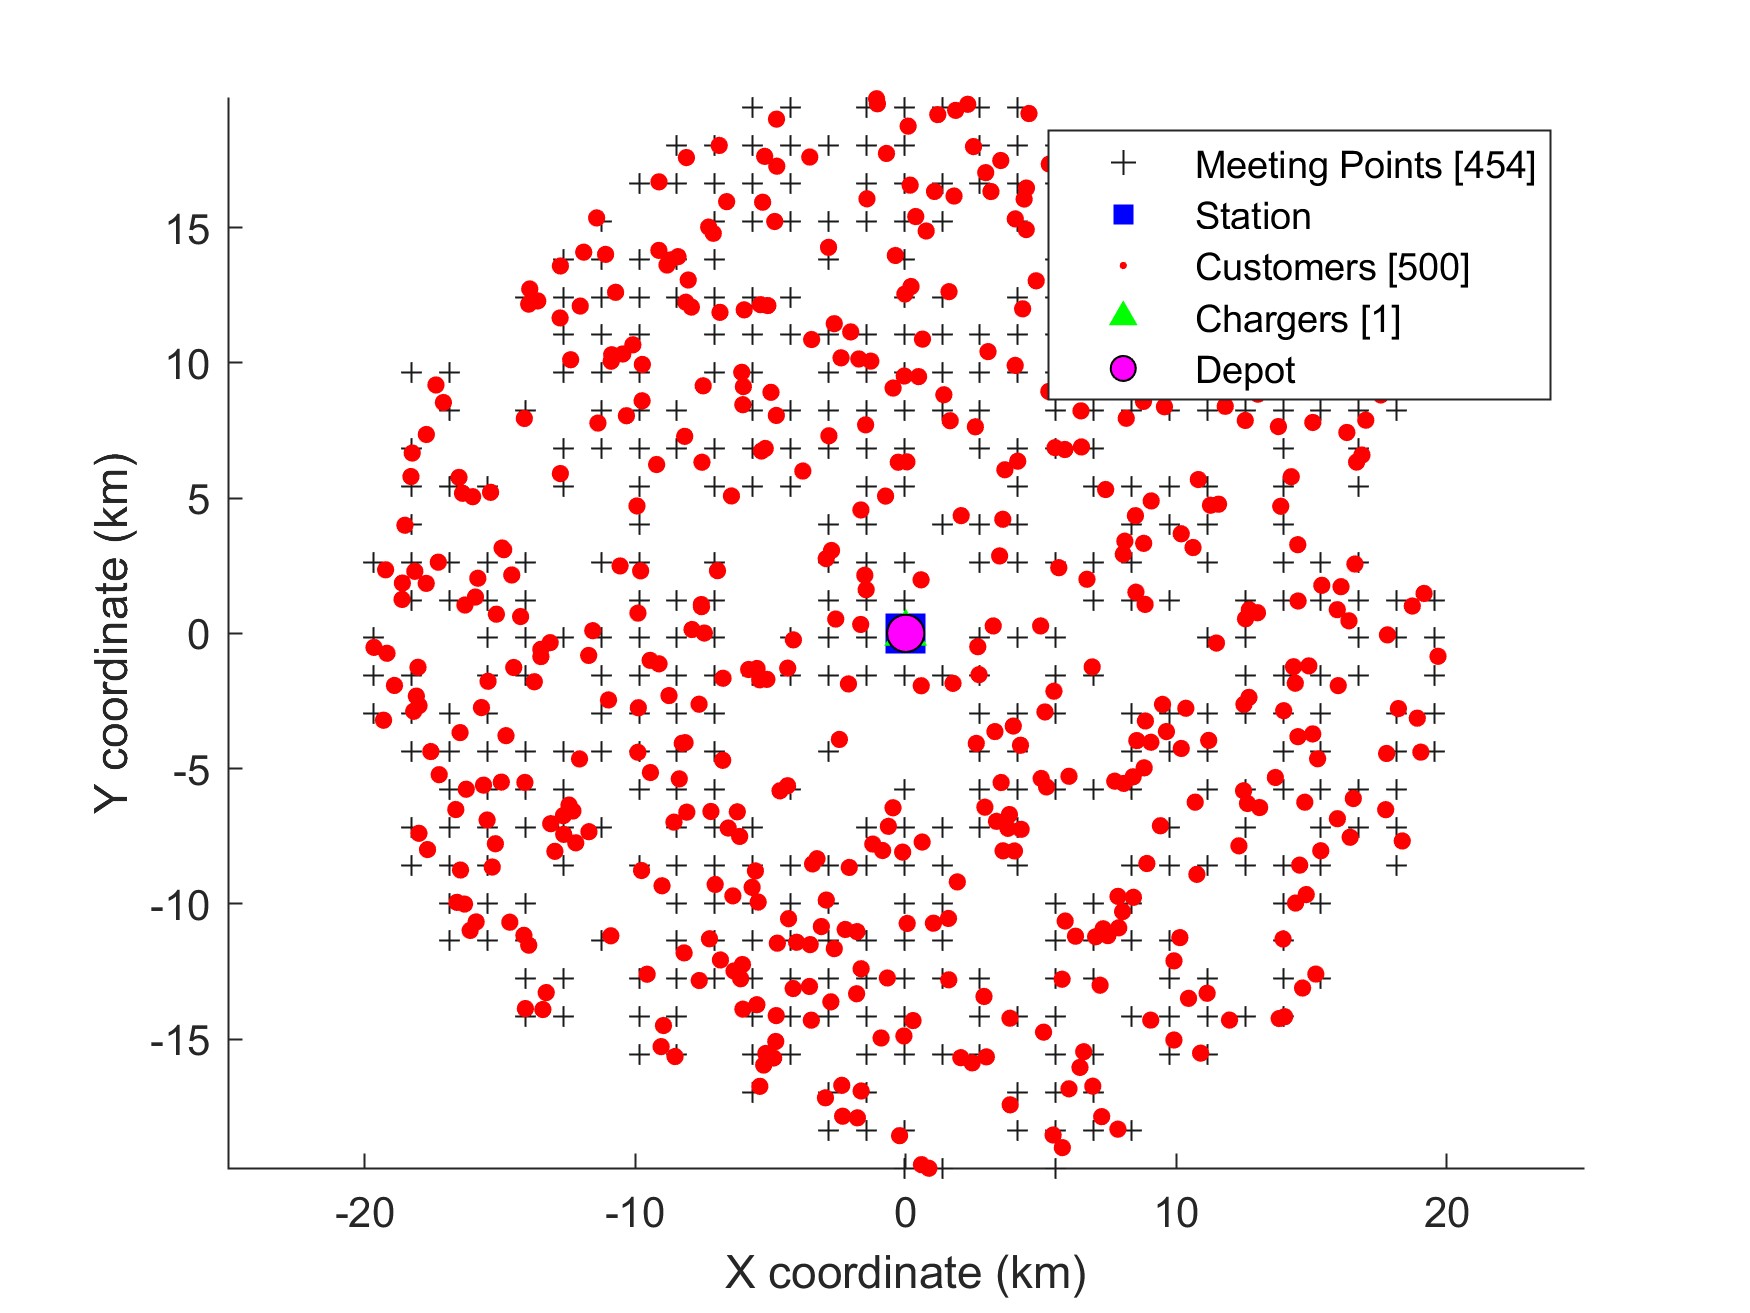 Meeting Points [454]
Station
Customers [500]
Chargers [1]
Depot
15
10
5
0
-5
-10
-15
Y coordinate (km)
-20
-10
0
10
20
X coordinate (km)